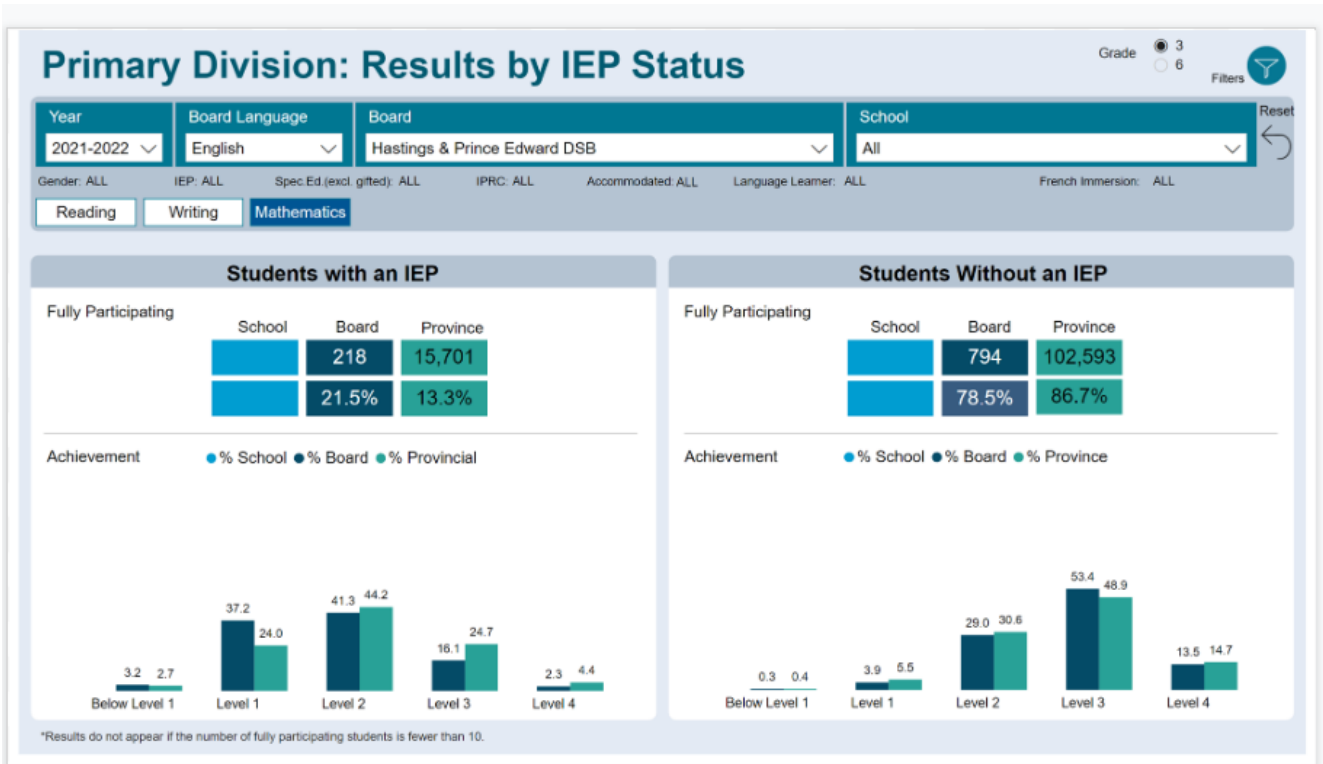 Primary Division: Results by IEP Status
Grade 3
6
Filters
Year Board Language Board School Reset
2021-2022 English Hastings & Prince Edward DSB All
Gender: ALL IEP: ALL Spec.Ed.(excl. gifted): ALL IPRC: ALL Accommodated: ALL Language Learner: ALL French Immersion: ALL
Reading Writing Mathematics
Students with an IEP
Fully Participating
School Board Province
218 15,701
21.5% 13.3%
Achievement % School % Board % Provincial
37.2 24.0 41.3 44.2 16.1 24.7
3.2 2.7 2.3 4.4
Below Level 1 Level 1 Level 2 Level 3 Level 4
Students Without an IEP
Fully Participating
School Board Province
794 102,593
78.5% 86.7%
Achievement % School % Board % Province
53.4 48.9
29.0 30.6
13.5 14.7
0.3 0.4 3.9 5.5
Below Level 1 Level 1 Level 2 Level 3 Level 4
*Results do not appear if the number of fully participating students is fewer than 10.